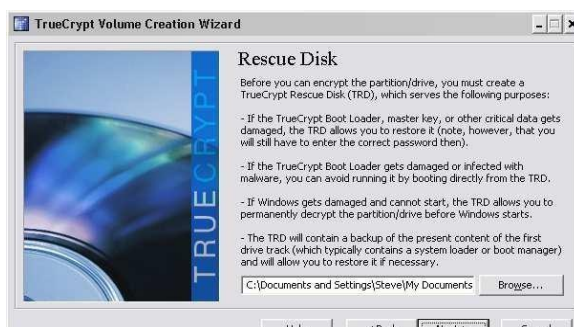 TrueCrypt Volume Creation Wizard
TRUECRYPT
Rescue Disk
Before you can encrypt the partition/drive, you must create a
TrueCrypt Rescue Disk (TRD), which serves the following purposes:
- If the TrueCrypt Boot Loader, master key, or other critical data gets
damaged, the TRD allows you to restore it (note, however, that you
will still have to enter the correct password then).
- If the TrueCrypt Boot Loader gets damaged or infected with
malware, you can avoid running it by booting directly from the TRD.
- If Windows gets damaged and cannot start, the TRD allows you to
permanently decrypt the partition/drive before Windows starts.
- The TRD will contain a backup of the present content of the first
drive track (which typically contains a system loader or boot manager)
and will allow you to restore it if necessary.
C:\Documents and Settings\Steve\My Documents
Browse...